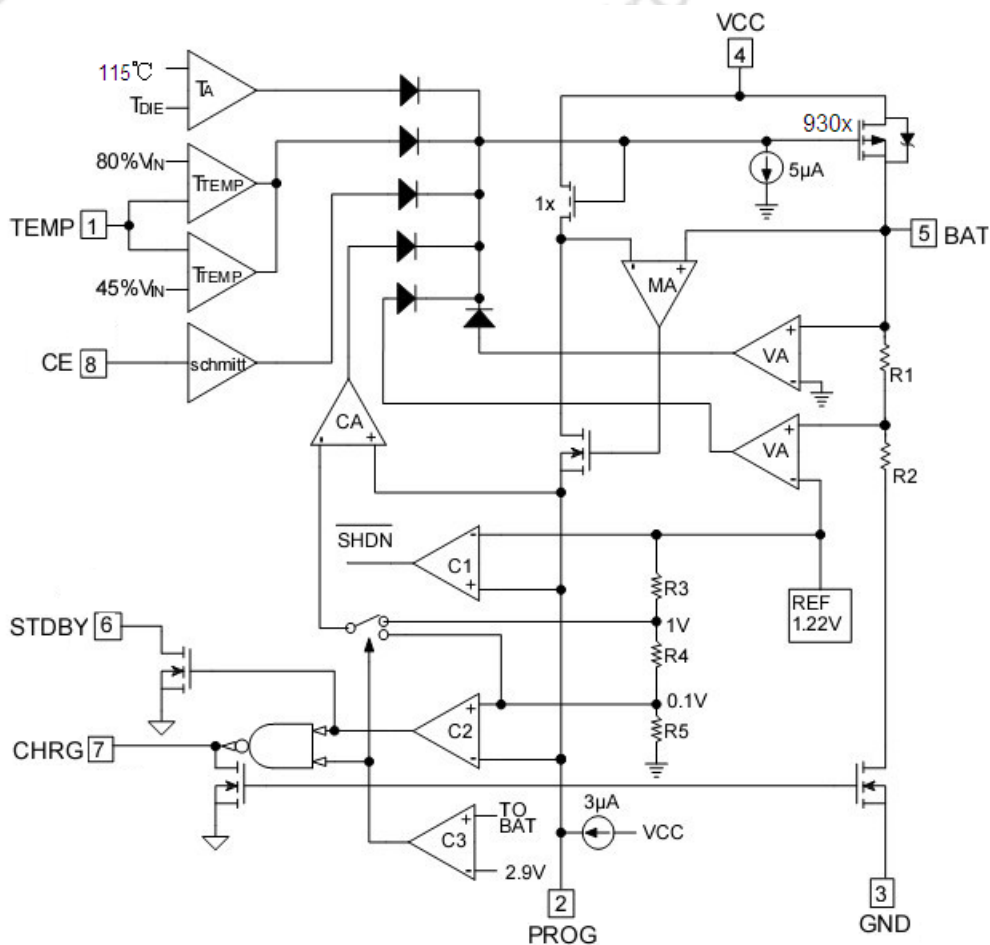 VCC
4
115℃
TA
TDIE
930x
80%VIN
TTEMP
5µA
TEMP 1
1x
5 BAT
TTEMP
45%VIN
- +
MA
CE 8
schmitt
+
VA
-
R1
CA
- +
+
VA
-
R2
SHDN
-
C1
+
R3
REF
1.22V
STDBY 6
1V
R4
0.1V
+
C2
-
R5
CHRG 7
3µA
VCC
+
C3
-
TO
BAT
2.9V
2
PROG
3
GND